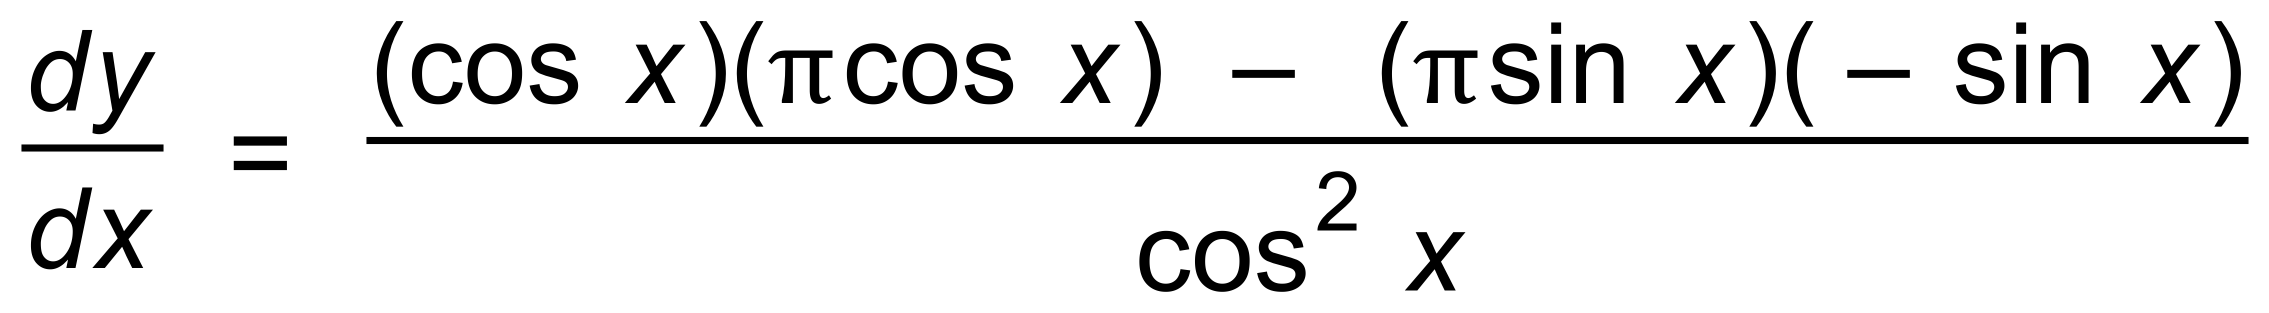 dy/dx = ((cos x)(πcos x) – (πsin x)( – sin x))/(cos² x)